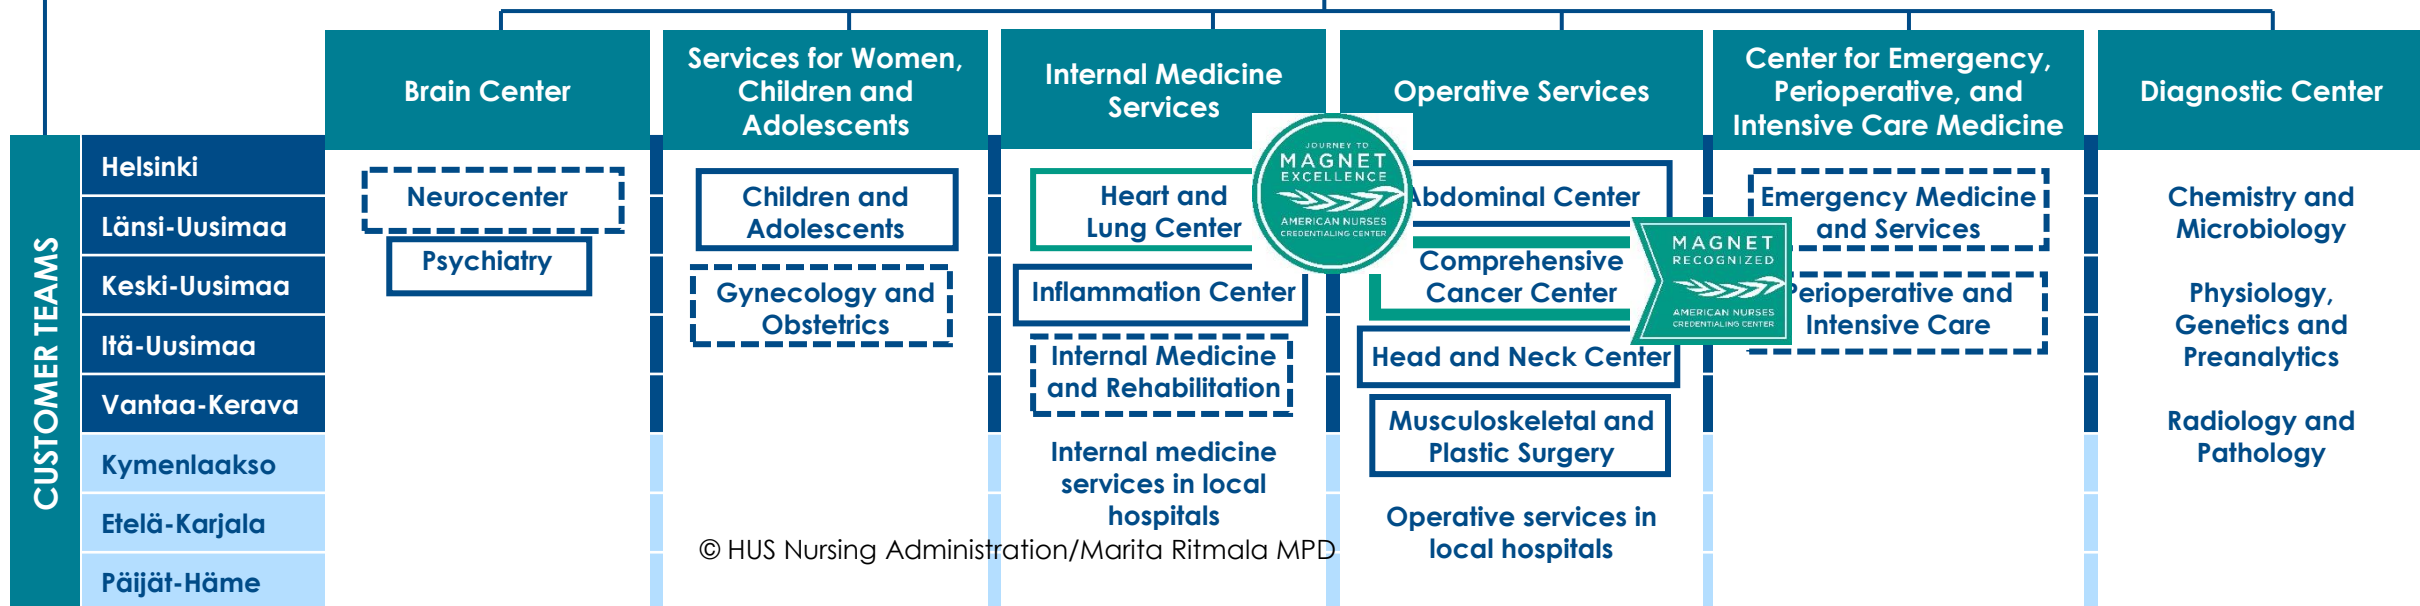 Brain Center
Services for Women,
Children and
Adolescents
Internal Medicine
Services
Operative Services
Center for Emergency,
Perioperative, and
Intensive Care Medicine
Diagnostic Center
CUSTOMER TEAMS
Helsinki
Länsi-Uusimaa
Keski-Uusimaa
Itä-Uusimaa
Vantaa-Kerava
Kymenlaakso
Etelä-Karjala
Päijät-Häme
Neurocenter
Psychiatry
Children and
Adolescents
Gynecology and
Obstetrics
Heart and
Lung Center
Inflammation Center
Internal Medicine
and Rehabilitation
Internal medicine
services in local
hospitals
JOURNEY TO
MAGNET
EXCELLENCE
AMERICAN NURSES
CREDENTIALING CENTER
Abdominal Center
Comprehensive
Cancer Center
Head and Neck Center
Musculoskeletal and
Plastic Surgery
Operative services in
local hospitals
MAGNET
RECOGNIZED
AMERICAN NURSES
CREDENTIALING CENTER
Emergency Medicine
and Services
Perioperative and
Intensive Care
Chemistry and
Microbiology
Physiology,
Genetics and
Preanalytics
Radiology and
Pathology
© HUS Nursing Administration/Marita Ritmala MPD